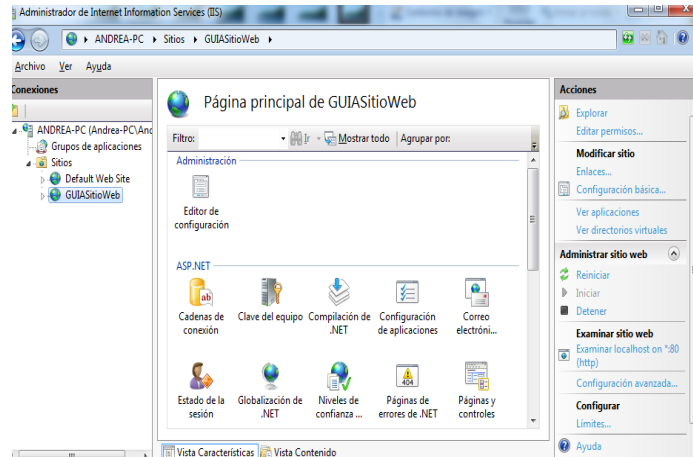 Administrador de Internet Information Services (IIS)
ANDREA-PC
Sitios
GUIASitioWeb
Archivo Ver Ayuda
Conexiones
ANDREA-PC (Andrea-PC\And
Grupos de aplicaciones
Sitios
Default Web Site
GUIASitioWeb
Página principal de GUIASitioWeb
Filtro:
Ir
Mostrar todo
Agrupar por:
Administración
Editor de
configuración
ASP.NET
ab
Cadenas de
conexión
Clave del equipo
Compilación de
.NET
Configuración
de aplicaciones
Correo
electróni...
Estado de la
sesión
Globalización de
.NET
Niveles de
confianza ...
404
Páginas de
errores de .NET
Páginas y
controles
Vista Características
Vista Contenido
Acciones
Explorar
Editar permisos...
Modificar sitio
Enlaces...
Configuración básica...
Ver aplicaciones
Ver directorios virtuales
Administrar sitio web
Reiniciar
Iniciar
Detener
Examinar sitio web
Examinar localhost on *:80
(http)
Configuración avanzada...
Configurar
Límites...
Ayuda